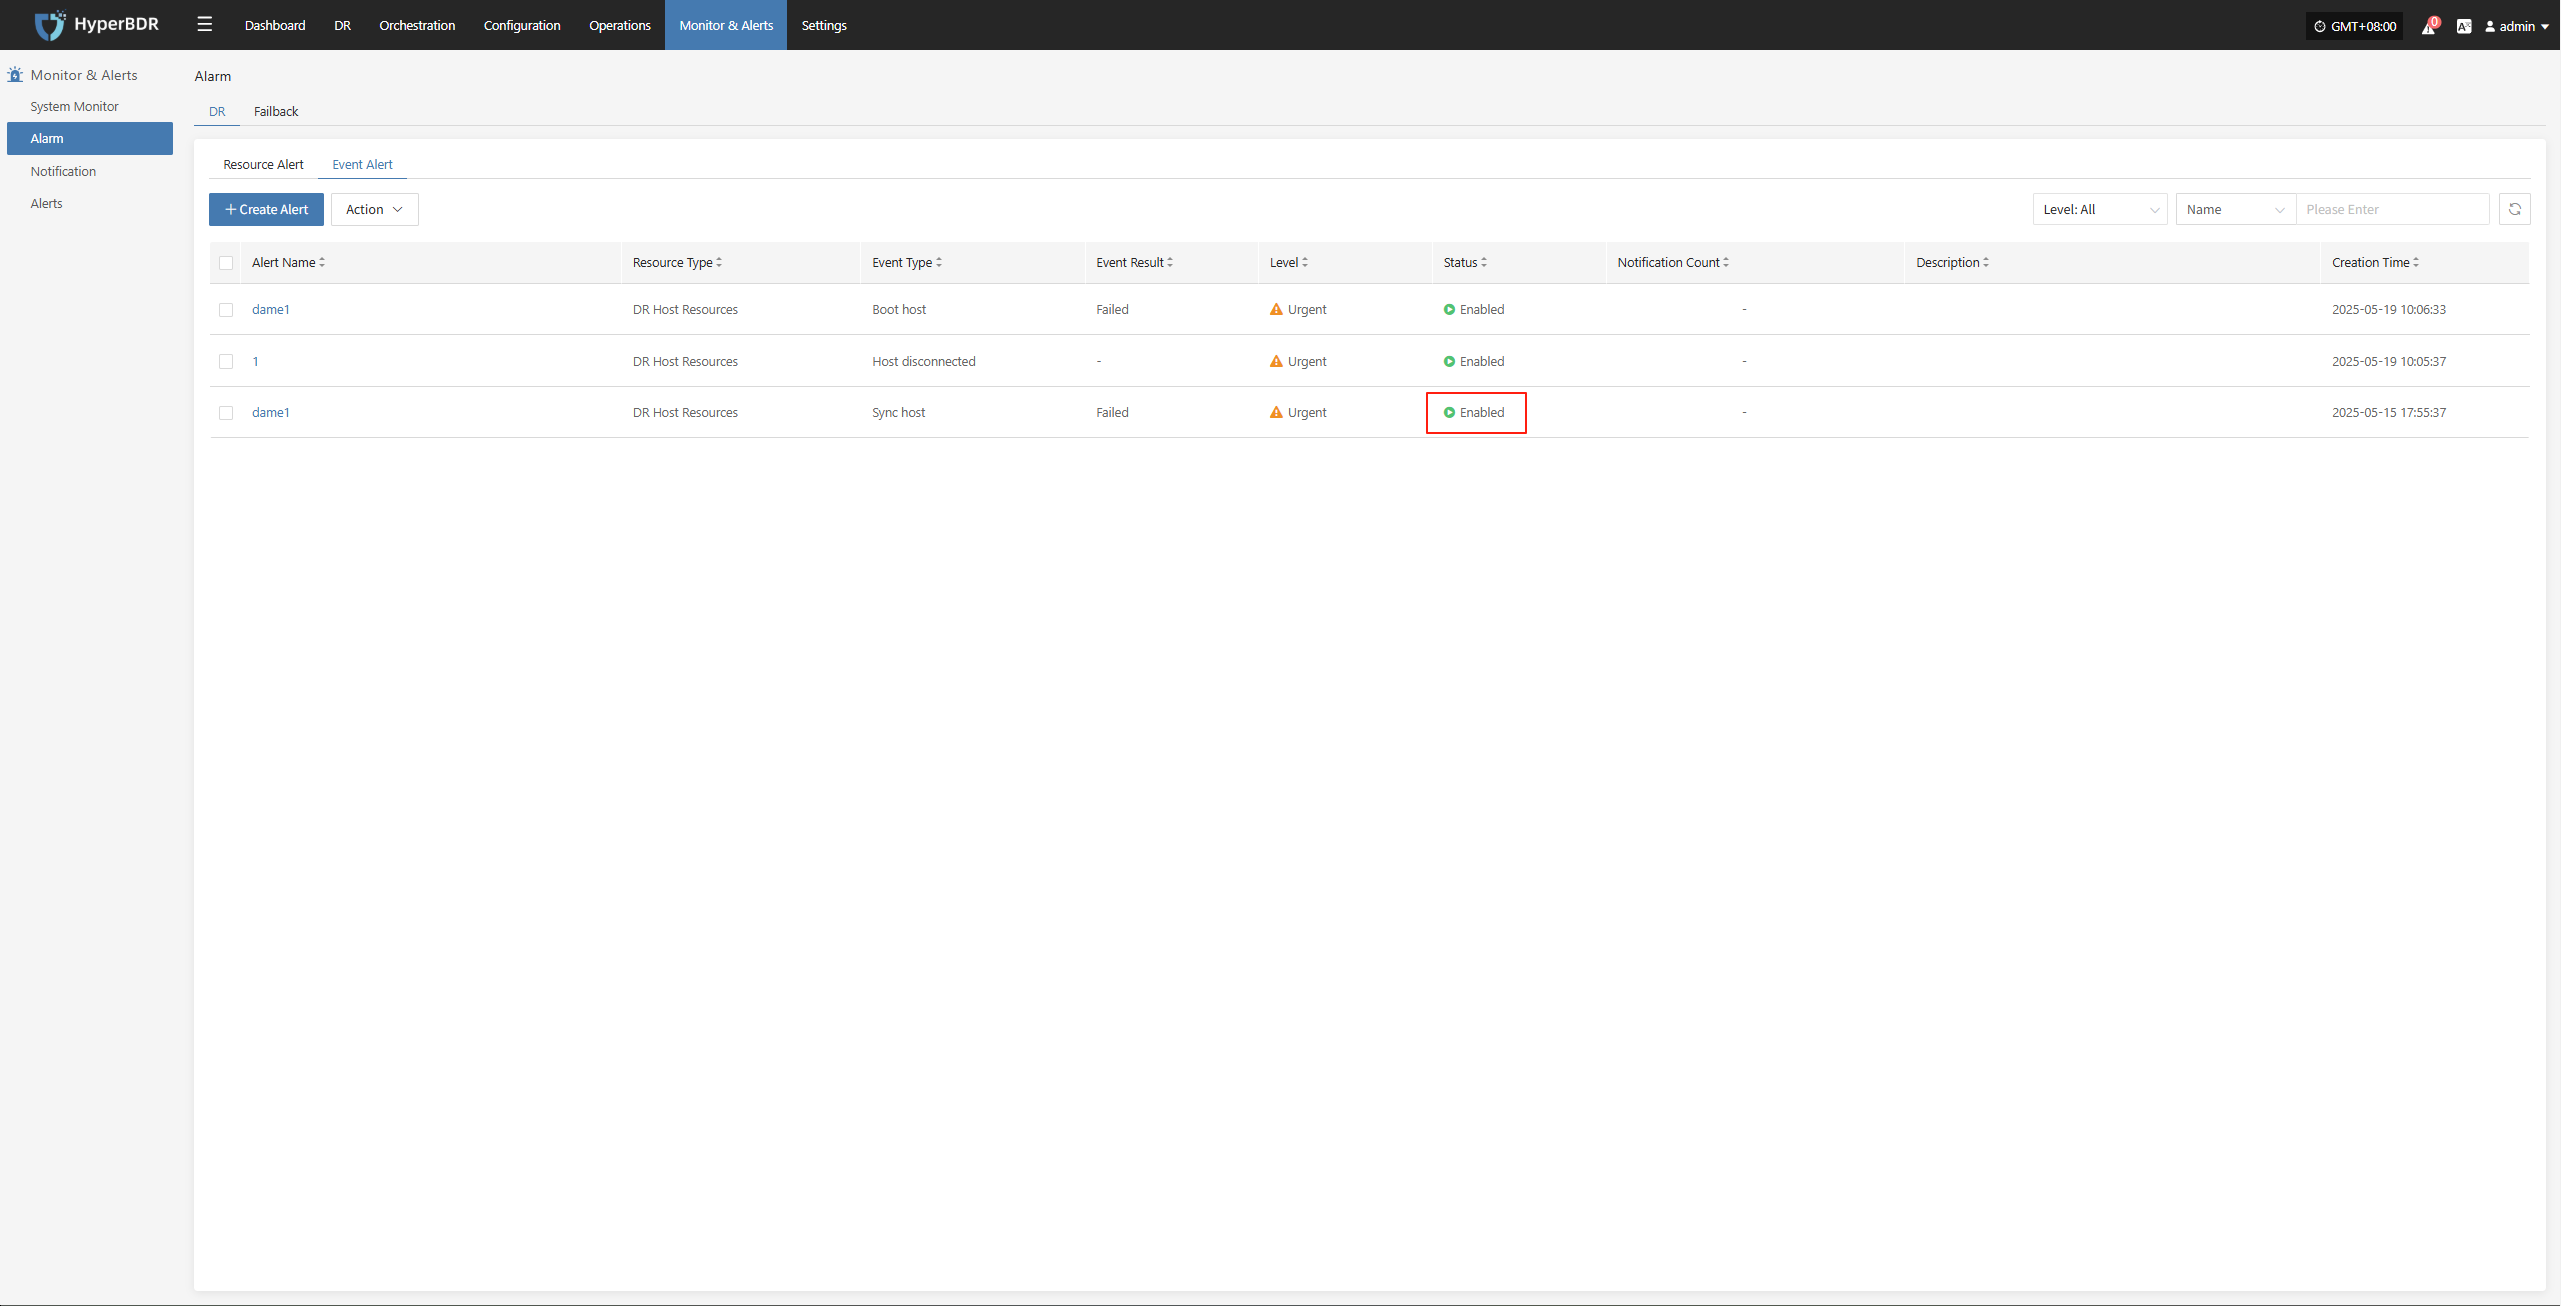 HyperBDR
Dashboard DR Orchestration Configuration Operations Monitor & Alerts Settings
GMT+08:00 0 admin
Monitor & Alerts
System Monitor
Alarm
Notification
Alerts
Alarm
DR Failback
Resource Alert Event Alert
+ Create Alert Action Level: All Name Please Enter
Alert Name Resource Type Event Type Event Result Level Status Notification Count Description Creation Time
dame1 DR Host Resources Boot host Failed Urgent Enabled - 2025-05-19 10:06:33
1 DR Host Resources Host disconnected - Urgent Enabled - 2025-05-19 10:05:37
dame1 DR Host Resources Sync host Failed Urgent Enabled - 2025-05-15 17:55:37